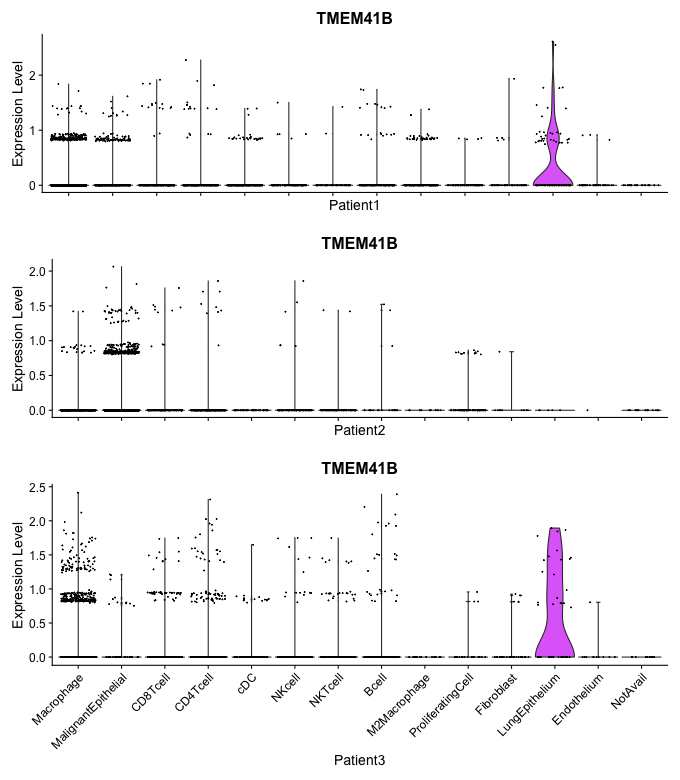 TMEM41B
Expression Level
2
1
0
Patient1
TMEM41B
Expression Level
2.0
1.5
1.0
0.5
0.0
Patient2
TMEM41B
Expression Level
2.5
2.0
1.5
1.0
0.5
0.0
Macrophage
MalignantEpithelial
CD8Tcell
CD4Tcell
cDC
NKcell
NKTcell
Bcell
M2Macrophage
ProliferatingCell
Fibroblast
LungEpithelium
Endothelium
NotAvail
Patient3